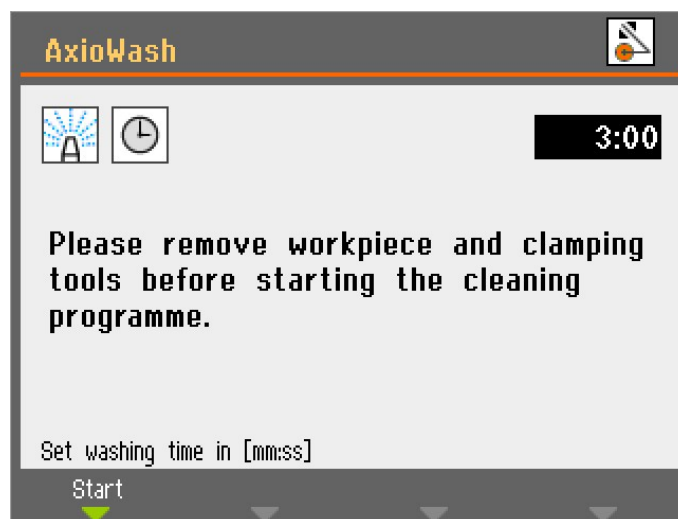 AxioWash
3:00
Please remove workpiece and clamping
tools before starting the cleaning
programme.
Set washing time in [mm:ss]
Start